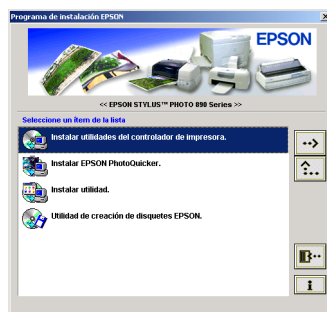 Programa de instalación EPSON
EPSON
<< EPSON STYLUS™ PHOTO 890 Series >>
Seleccione un ítem de la lista
Instalar utilidades del controlador de impresora.
Instalar EPSON PhotoQuicker.
Instalar utilidad.
Utilidad de creación de disquetes EPSON.